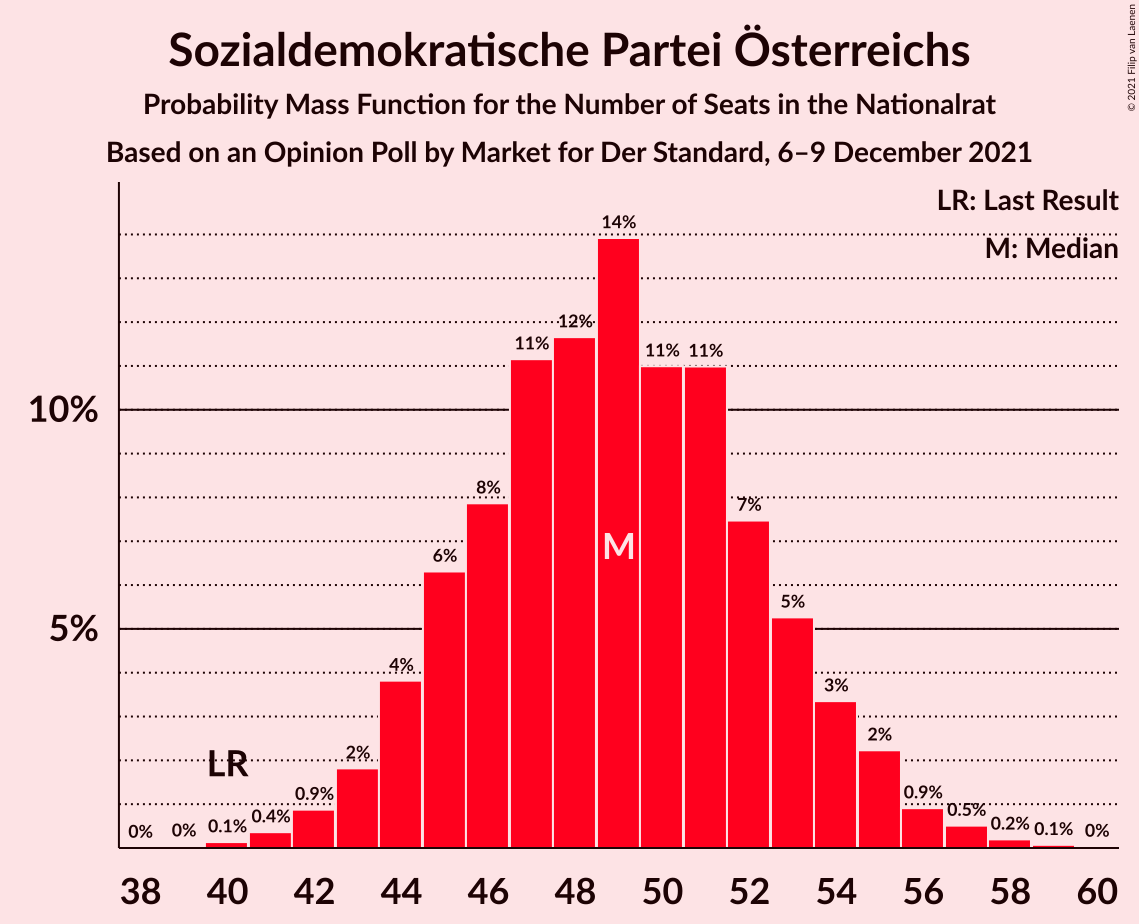 Sozialdemokratische Partei Österreichs
Probability Mass Function for the Number of Seats in the Nationalrat
Based on an Opinion Poll by Market for Der Standard, 6–9 December 2021
© 2021 Filip van Laenen
LR: Last Result
M: Median
10%
5%
0% 0% 0.1% 0.4% 0.9% 2% 4% 6% 8% 11% 12% 14% 11% 11% 7% 5% 3% 2% 0.9% 0.5% 0.2% 0.1% 0%
LR
M
38 40 42 44 46 48 50 52 54 56 58 60